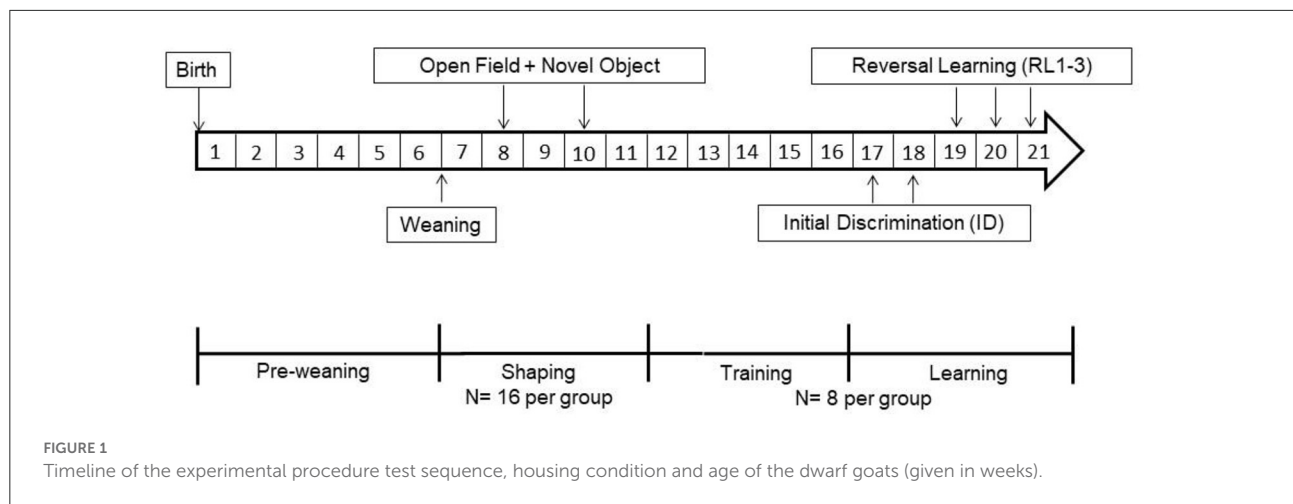 Birth
Open Field + Novel Object
Reversal Learning (RL1-3)
1 2 3 4 5 6 7 8 9 10 11 12 13 14 15 16 17 18 19 20 21
Weaning
Initial Discrimination (ID)
Pre-weaning Shaping Training Learning
N= 16 per group N= 8 per group
FIGURE 1
Timeline of the experimental procedure test sequence, housing condition and age of the dwarf goats (given in weeks).